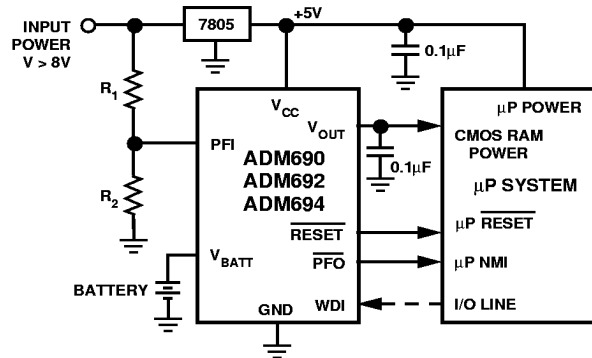 INPUT
POWER
V > 8V
7805
+5V
0.1µF
R1
R2
VCC
VOUT
PFI
ADM690
ADM692
ADM694
RESET
PFO
VBATT
GND
WDI
BATTERY
0.1µF
µP POWER
CMOS RAM
POWER
µP SYSTEM
µP RESET
µP NMI
I/O LINE